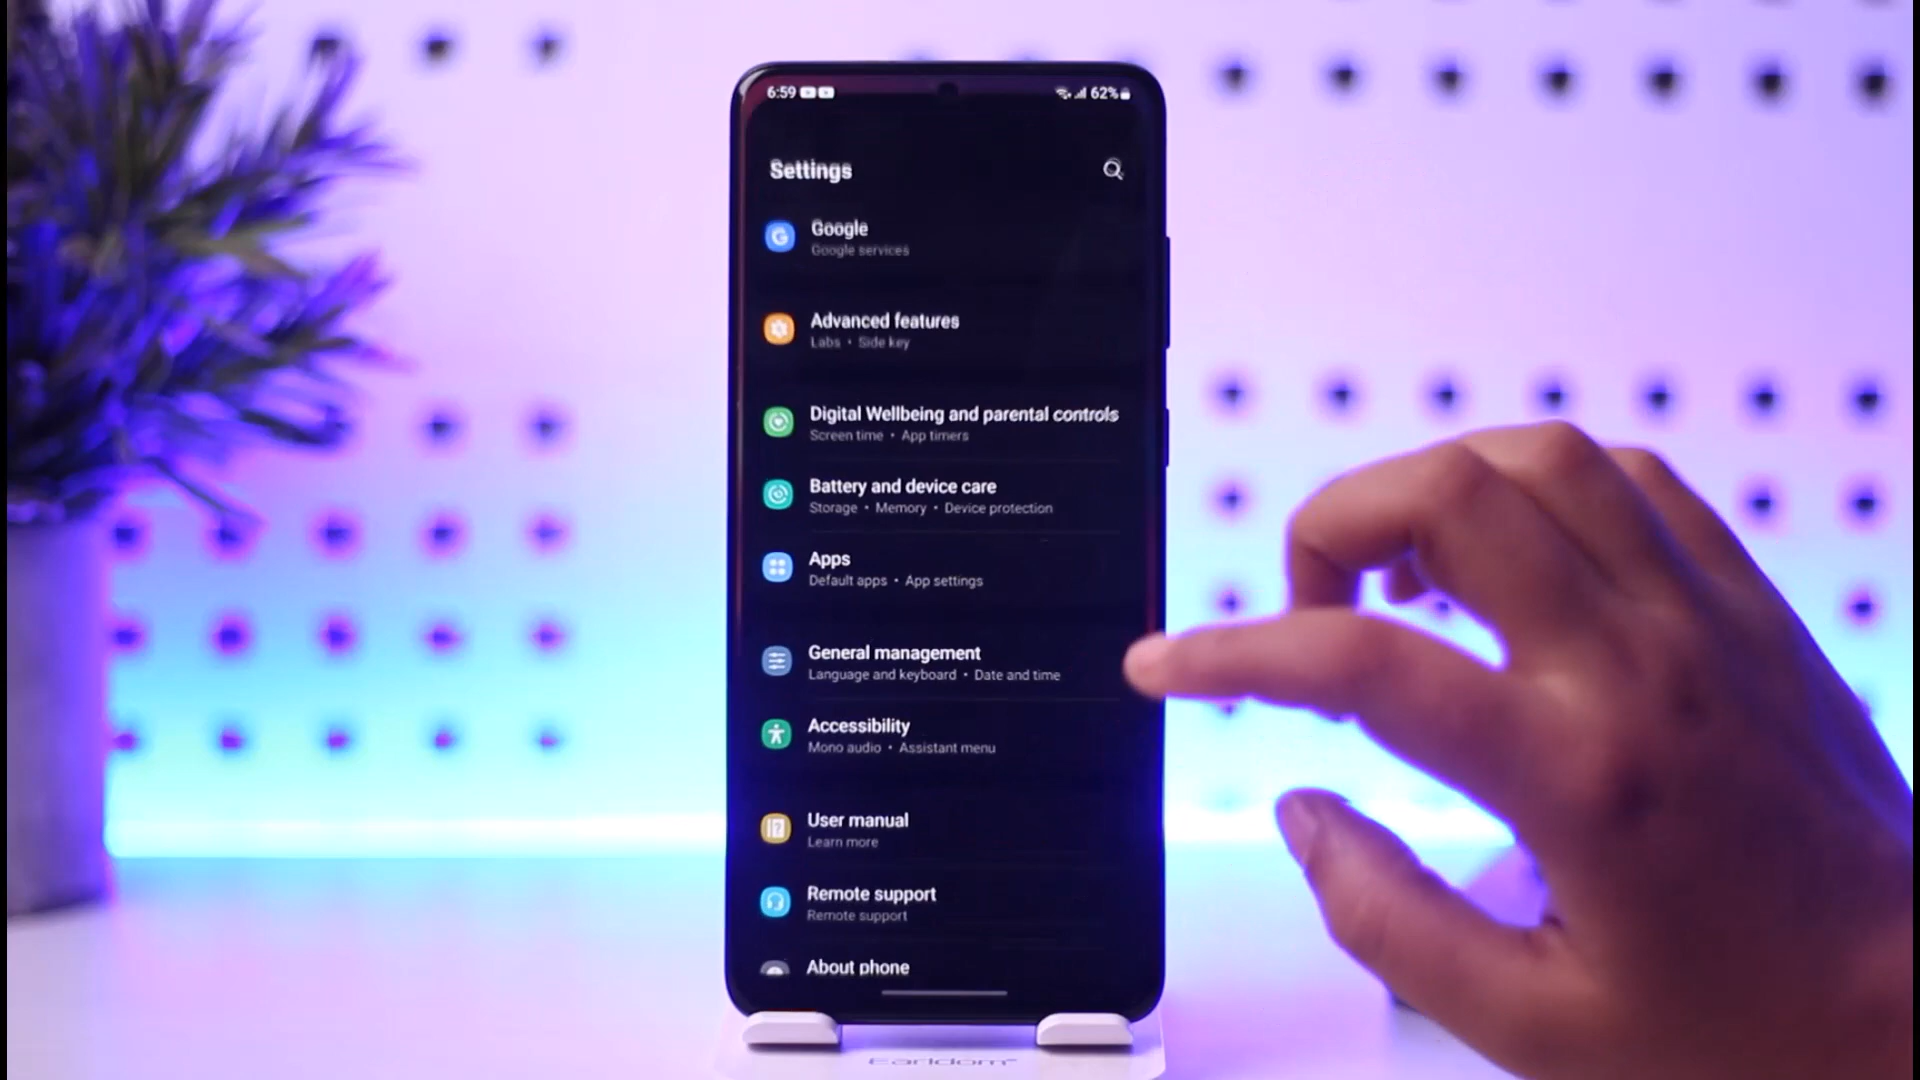 6:59
62%
Settings
Google
Google services
Advanced features
Labs • Side key
Digital Wellbeing and parental controls
Screen time • App timers
Battery and device care
Storage • Memory • Device protection
Apps
Default apps • App settings
General management
Language and keyboard • Date and time
Accessibility
Mono audio • Assistant menu
User manual
Learn more
Remote support
Remote support
About phone
Earldom